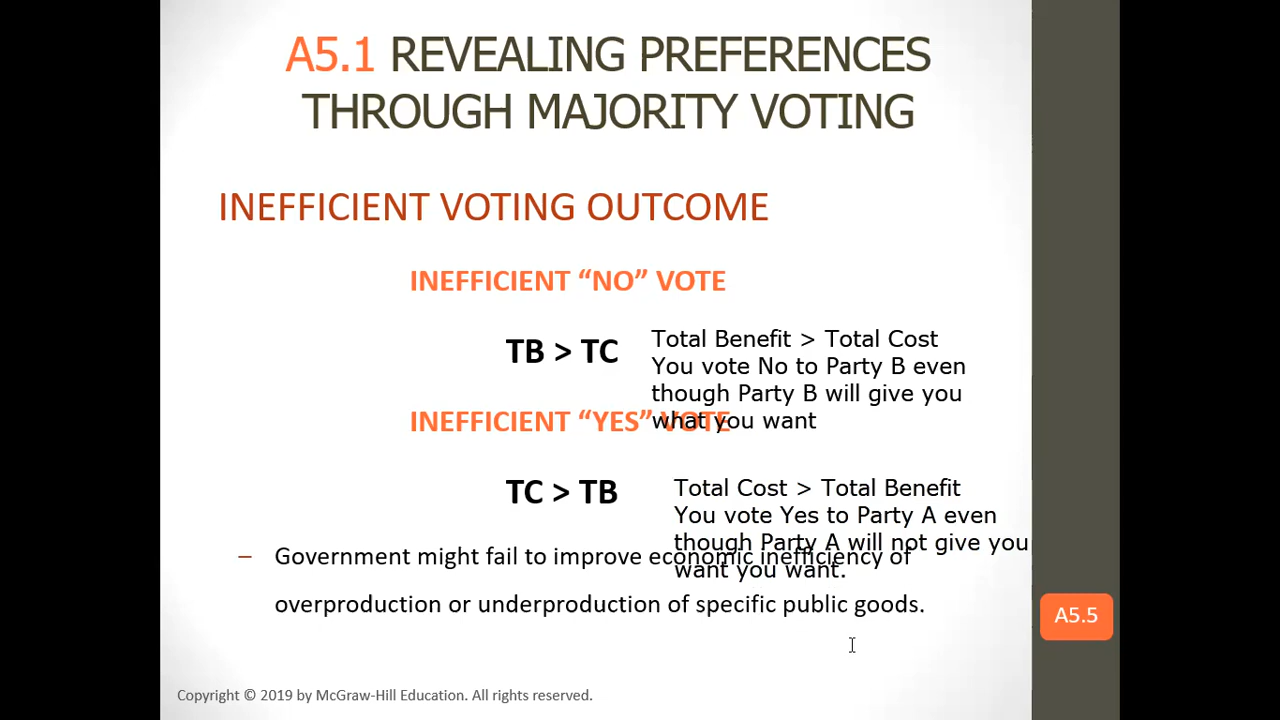 A5.1 REVEALING PREFERENCES
THROUGH MAJORITY VOTING
INEFFICIENT VOTING OUTCOME
INEFFICIENT “NO” VOTE
TB > TC
Total Benefit > Total Cost
You vote No to Party B even
though Party B will give you
what you want
INEFFICIENT “YES” VOTE
TC > TB
Total Cost > Total Benefit
You vote Yes to Party A even
though Party A will not give you
want you want.
– Government might fail to improve economic inefficiency of
overproduction or underproduction of specific public goods.
A5.5
Copyright © 2019 by McGraw-Hill Education. All rights reserved.